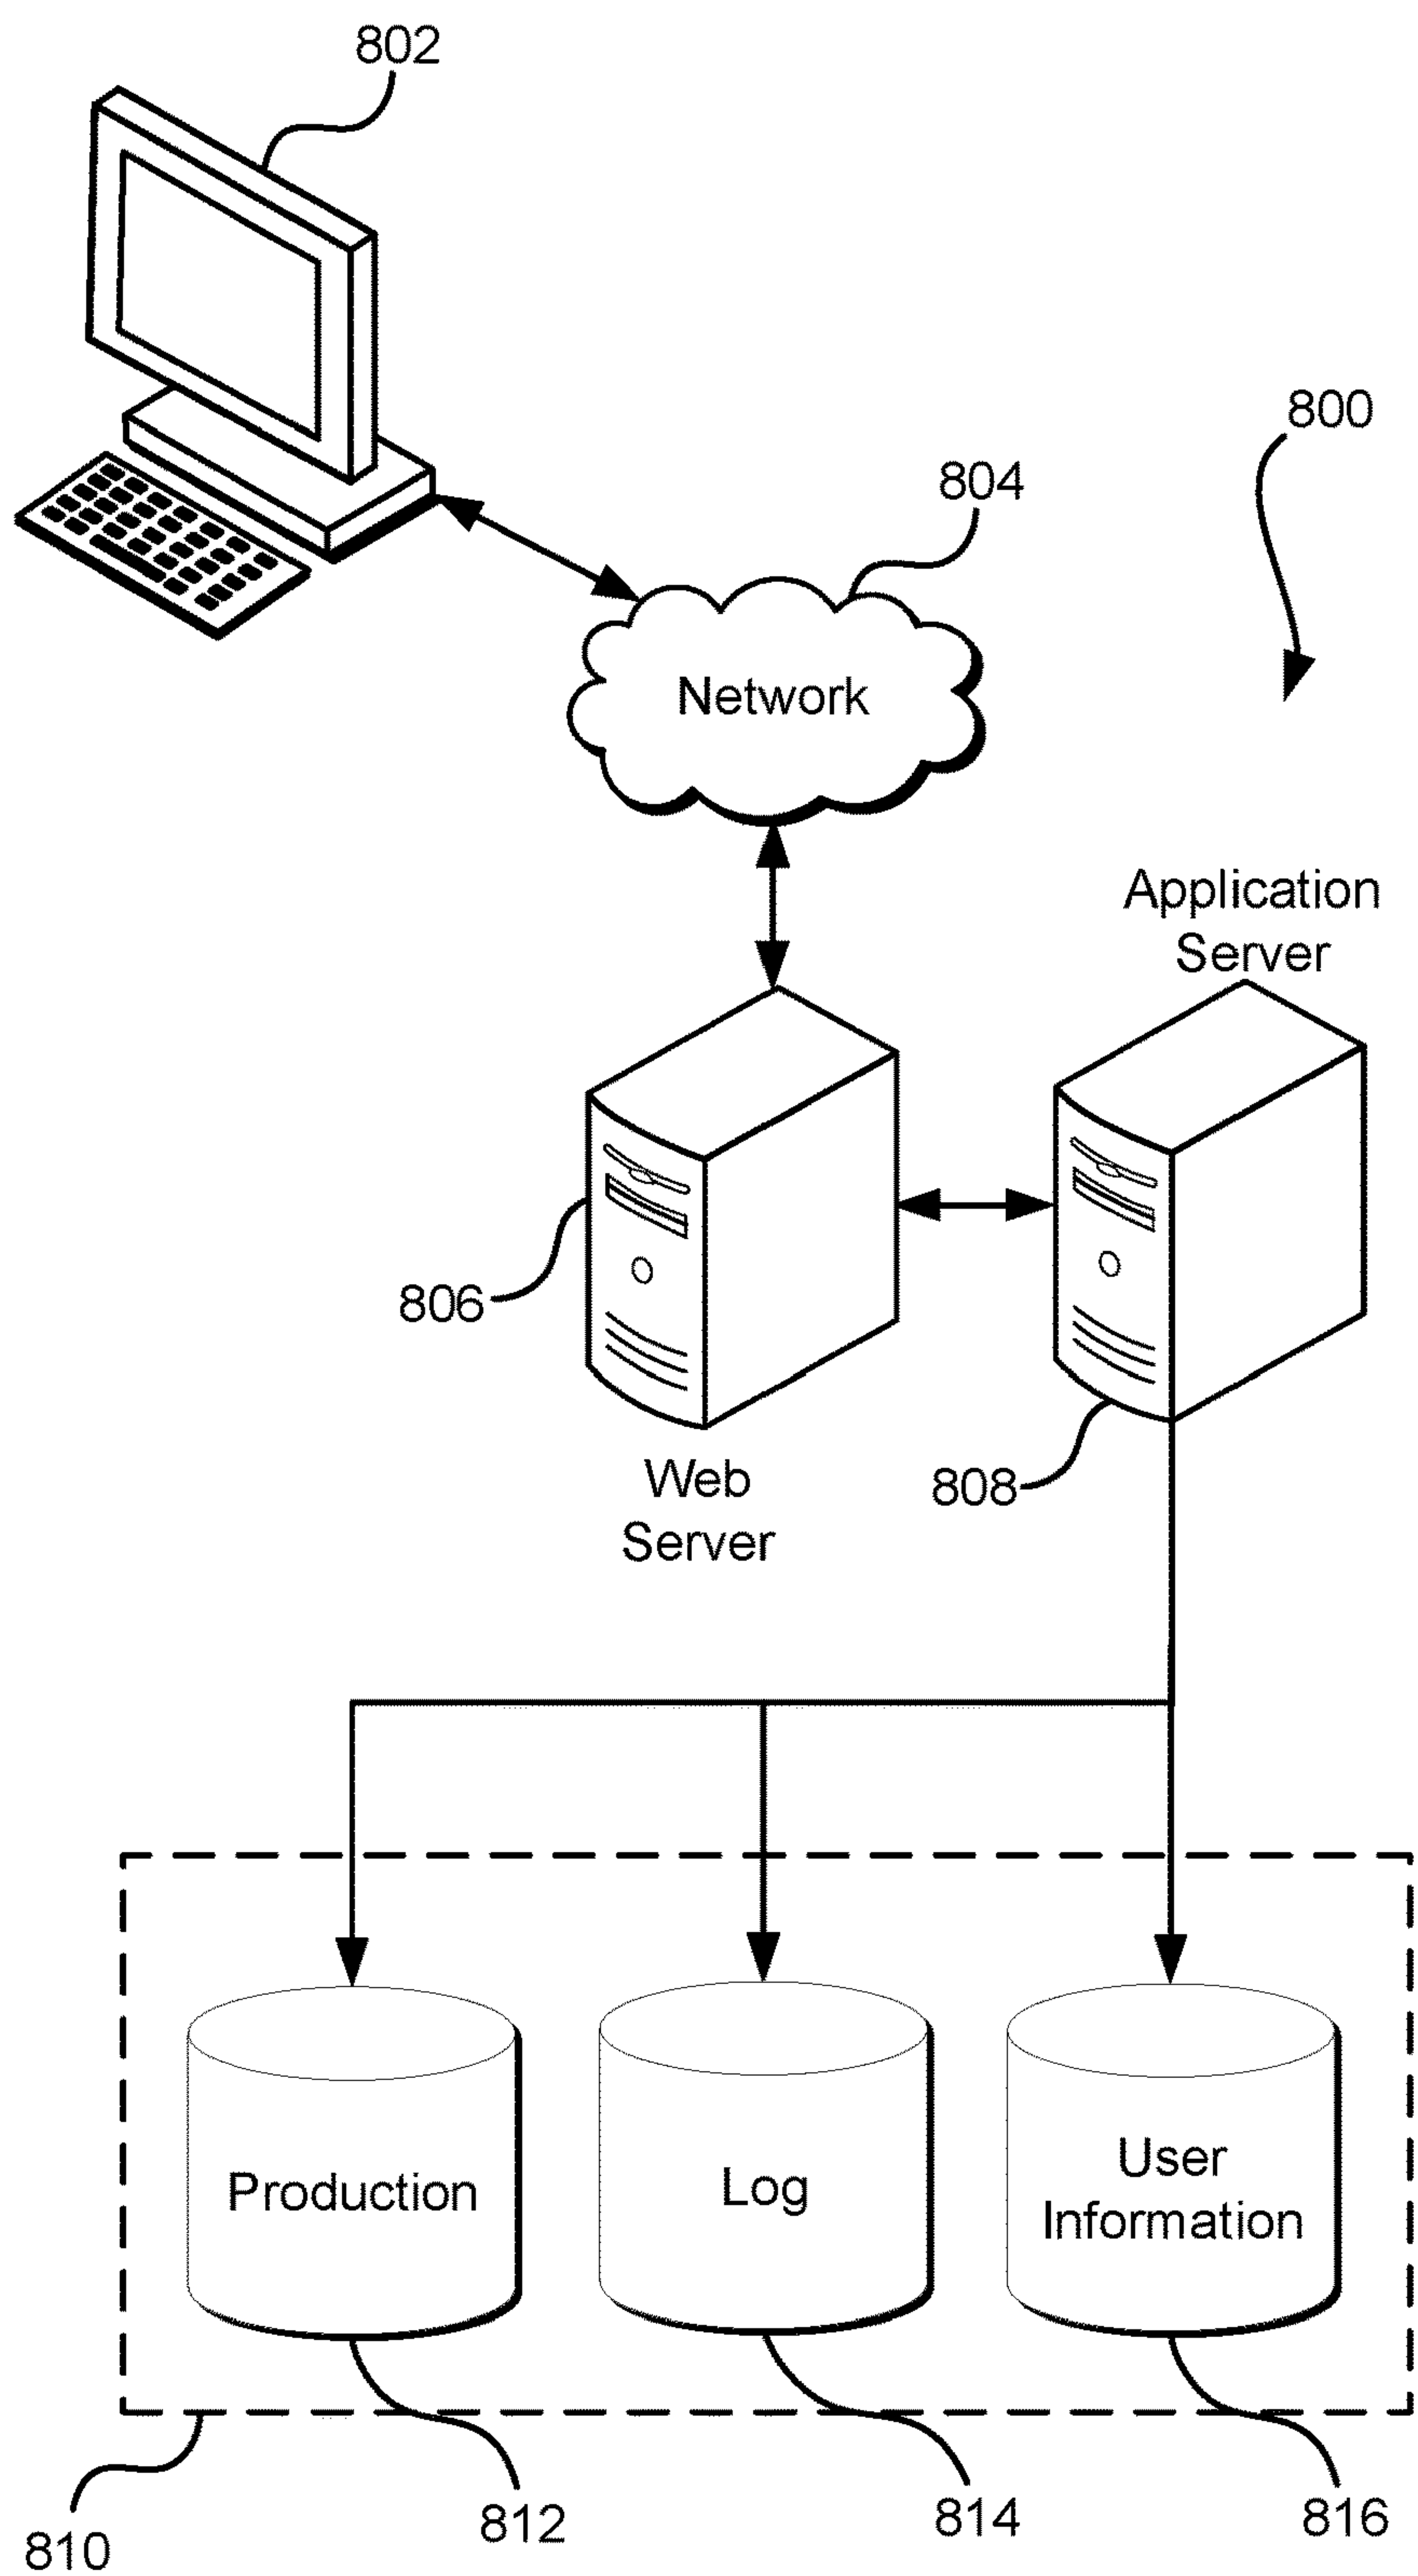 802
800
804
Network
Application
Server
806
808
Web
Server
Production
Log
User
Information
810
812
814
816